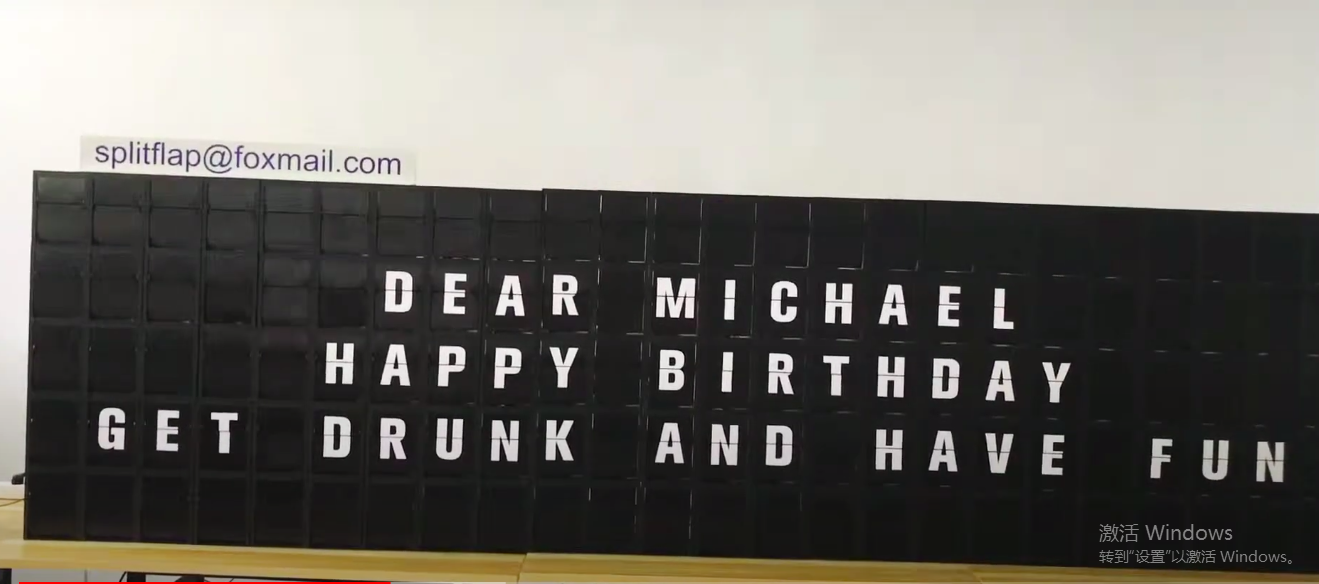 splitflap@foxmail.com
DEAR MICHAEL
HAPPY BIRTHDAY
GET DRUNK AND HAVE FUN
激活 Windows
转到"设置"以激活 Windows。